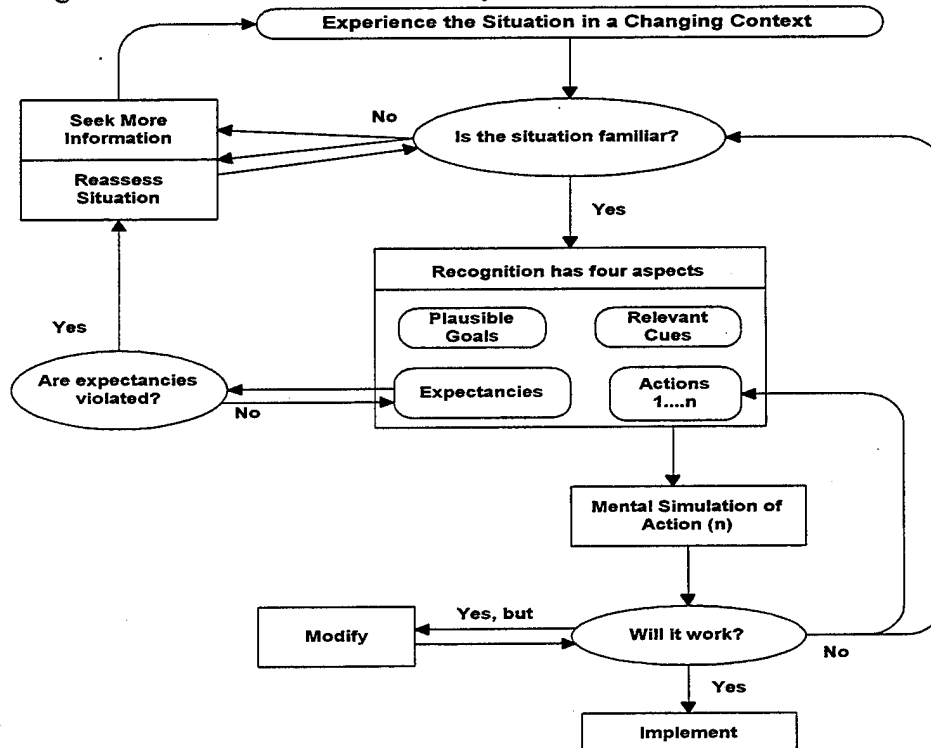 Experience the Situation in a Changing Context
Seek More
Information
No
Is the situation familiar?
Reassess
Situation
Yes
Recognition has four aspects
Plausible
Goals
Relevant
Cues
Yes
Are expectancies
violated?
No
Expectancies
Actions
1....n
Mental Simulation of
Action (n)
Yes, but
Modify
Will it work?
No
Yes
Implement